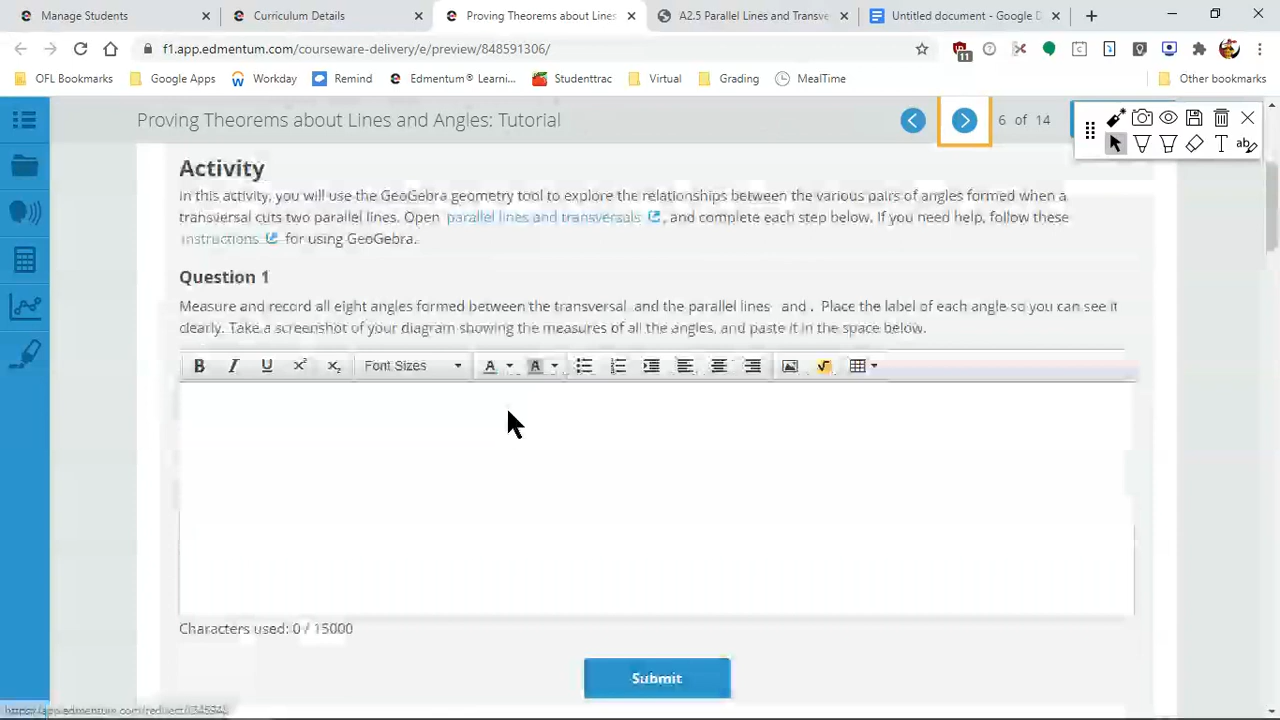 Manage Students
Curriculum Details
Proving Theorems about Lines
A2.5 Parallel Lines and Transve
Untitled document - Google D
f1.app.edmentum.com/courseware-delivery/e/preview/848591306/
11
OFL Bookmarks
Google Apps
Workday
Remind
Edmentum® Learni...
Studenttrac
Virtual
Grading
MealTime
Other bookmarks
Proving Theorems about Lines and Angles: Tutorial
6 of 14
Activity
In this activity, you will use the GeoGebra geometry tool to explore the relationships between the various pairs of angles formed when a
transversal cuts two parallel lines. Open parallel lines and transversals , and complete each step below. If you need help, follow these
instructions for using GeoGebra.
Question 1
Measure and record all eight angles formed between the transversal and the parallel lines and . Place the label of each angle so you can see it
clearly. Take a screenshot of your diagram showing the measures of all the angles, and paste it in the space below.
B I U x² x₂ Font Sizes A A
Characters used: 0 / 15000
Submit